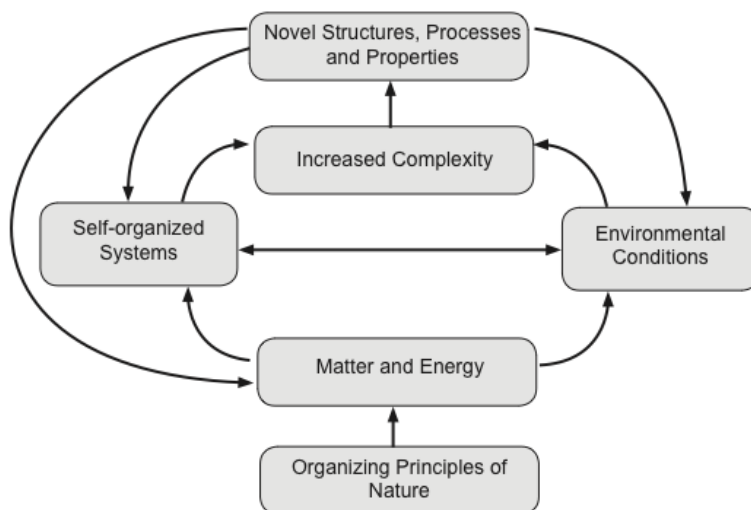 Novel Structures, Processes
and Properties
Increased Complexity
Self-organized
Systems
Environmental
Conditions
Matter and Energy
Organizing Principles of
Nature